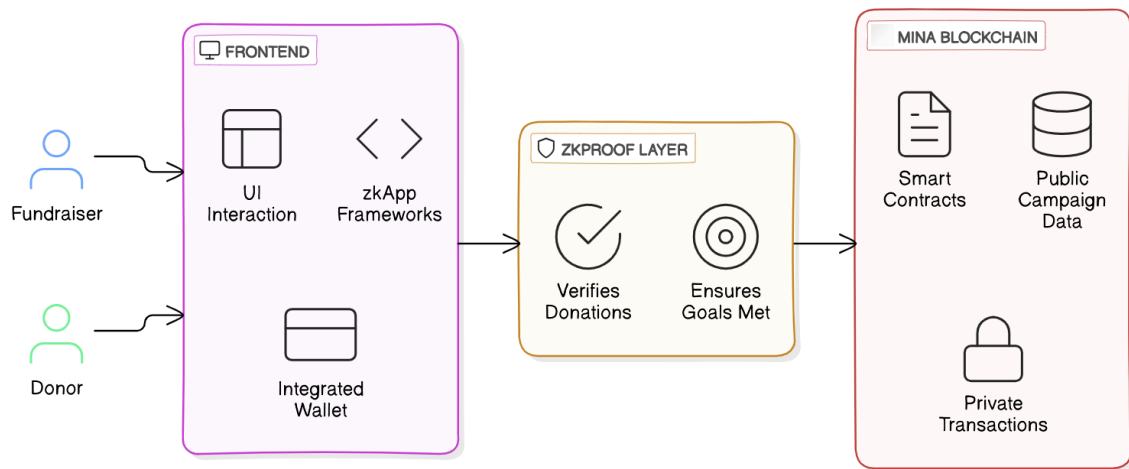 FRONTEND
MINA BLOCKCHAIN
ZKPROOF LAYER
Fundraiser
Donor
UI
Interaction
zkApp
Frameworks
Integrated
Wallet
Verifies
Donations
Ensures
Goals Met
Smart
Contracts
Public
Campaign
Data
Private
Transactions